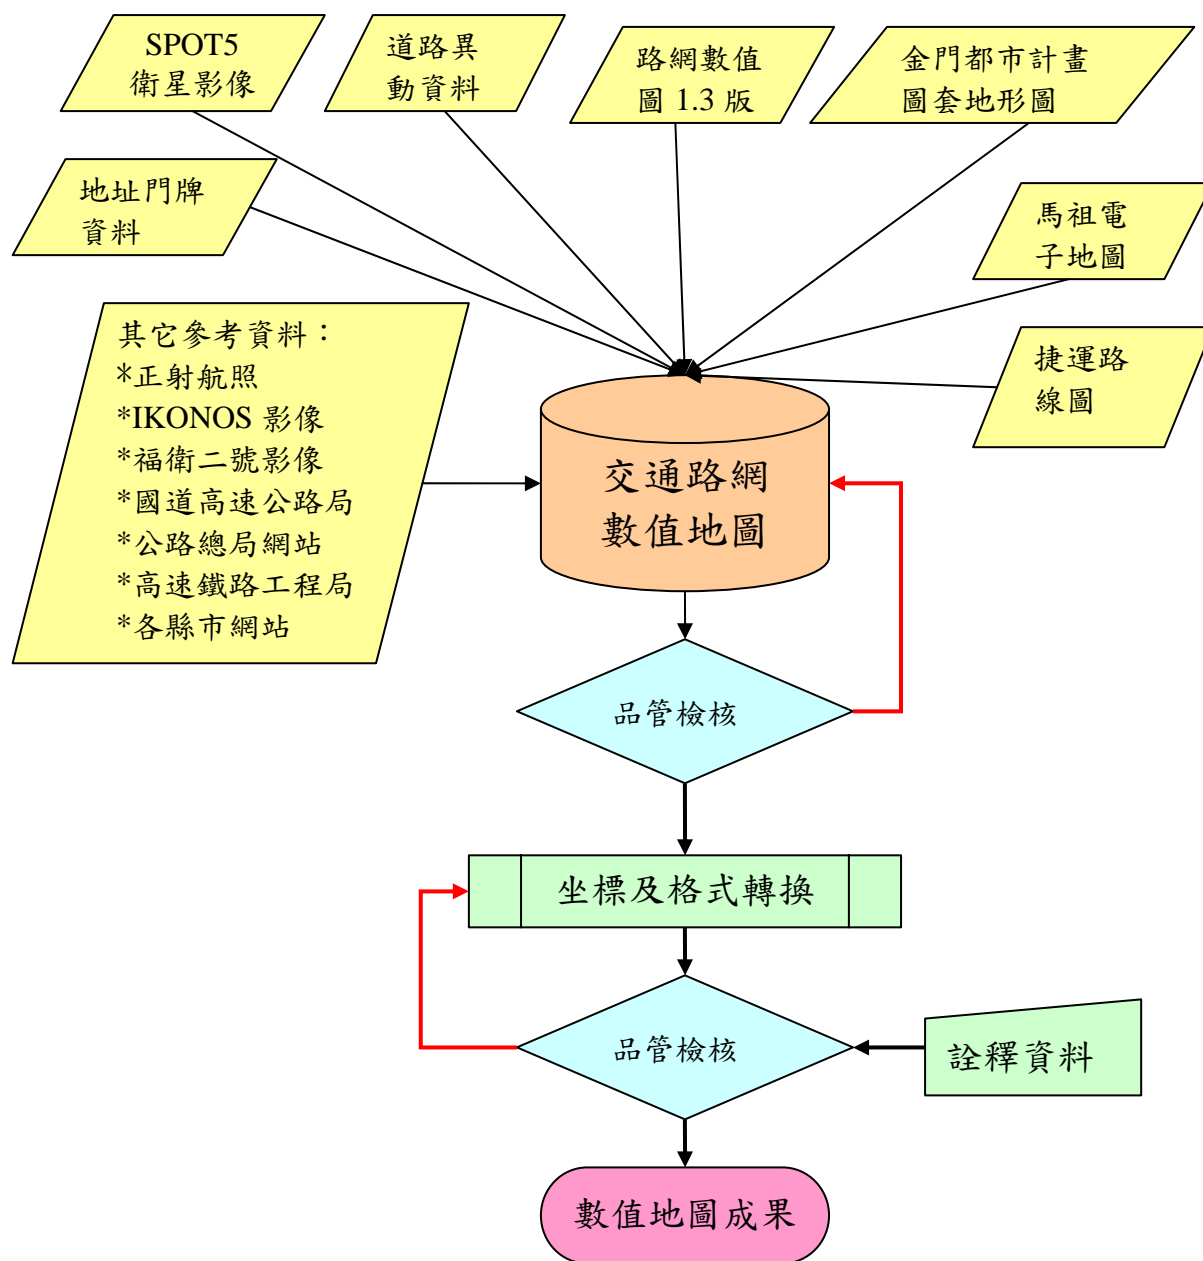 SPOT5
衛星影像
道路異
動資料
路網數值
圖 1.3 版
金門都市計畫
圖套地形圖
地址門牌
資料
馬祖電
子地圖
其它參考資料：
*正射航照
*IKONOS 影像
*福衛二號影像
*國道高速公路局
*公路總局網站
*高速鐵路工程局
*各縣市網站
捷運路
線圖
交通路網
數值地圖
品管檢核
坐標及格式轉換
品管檢核
詮釋資料
數值地圖成果